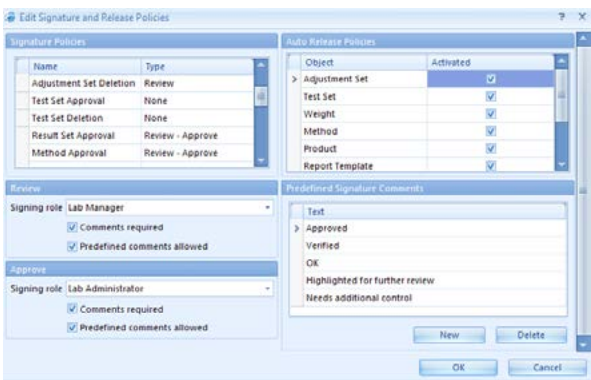 Edit Signature and Release Policies
? X
Signature Policies
Name Type
Adjustment Set Deletion Review
Test Set Approval None
Test Set Deletion None
Result Set Approval Review - Approve
Method Approval Review - Approve
Review
Signing role Lab Manager
Comments required
Predefined comments allowed
Approve
Signing role Lab Administrator
Comments required
Predefined comments allowed
Auto Release Policies
Object Activated
Adjustment Set
Test Set
Weight
Method
Product
Report Template
Predefined Signature Comments
Text
Approved
Verified
OK
Highlighted for further review
Needs additional control
New Delete
OK Cancel